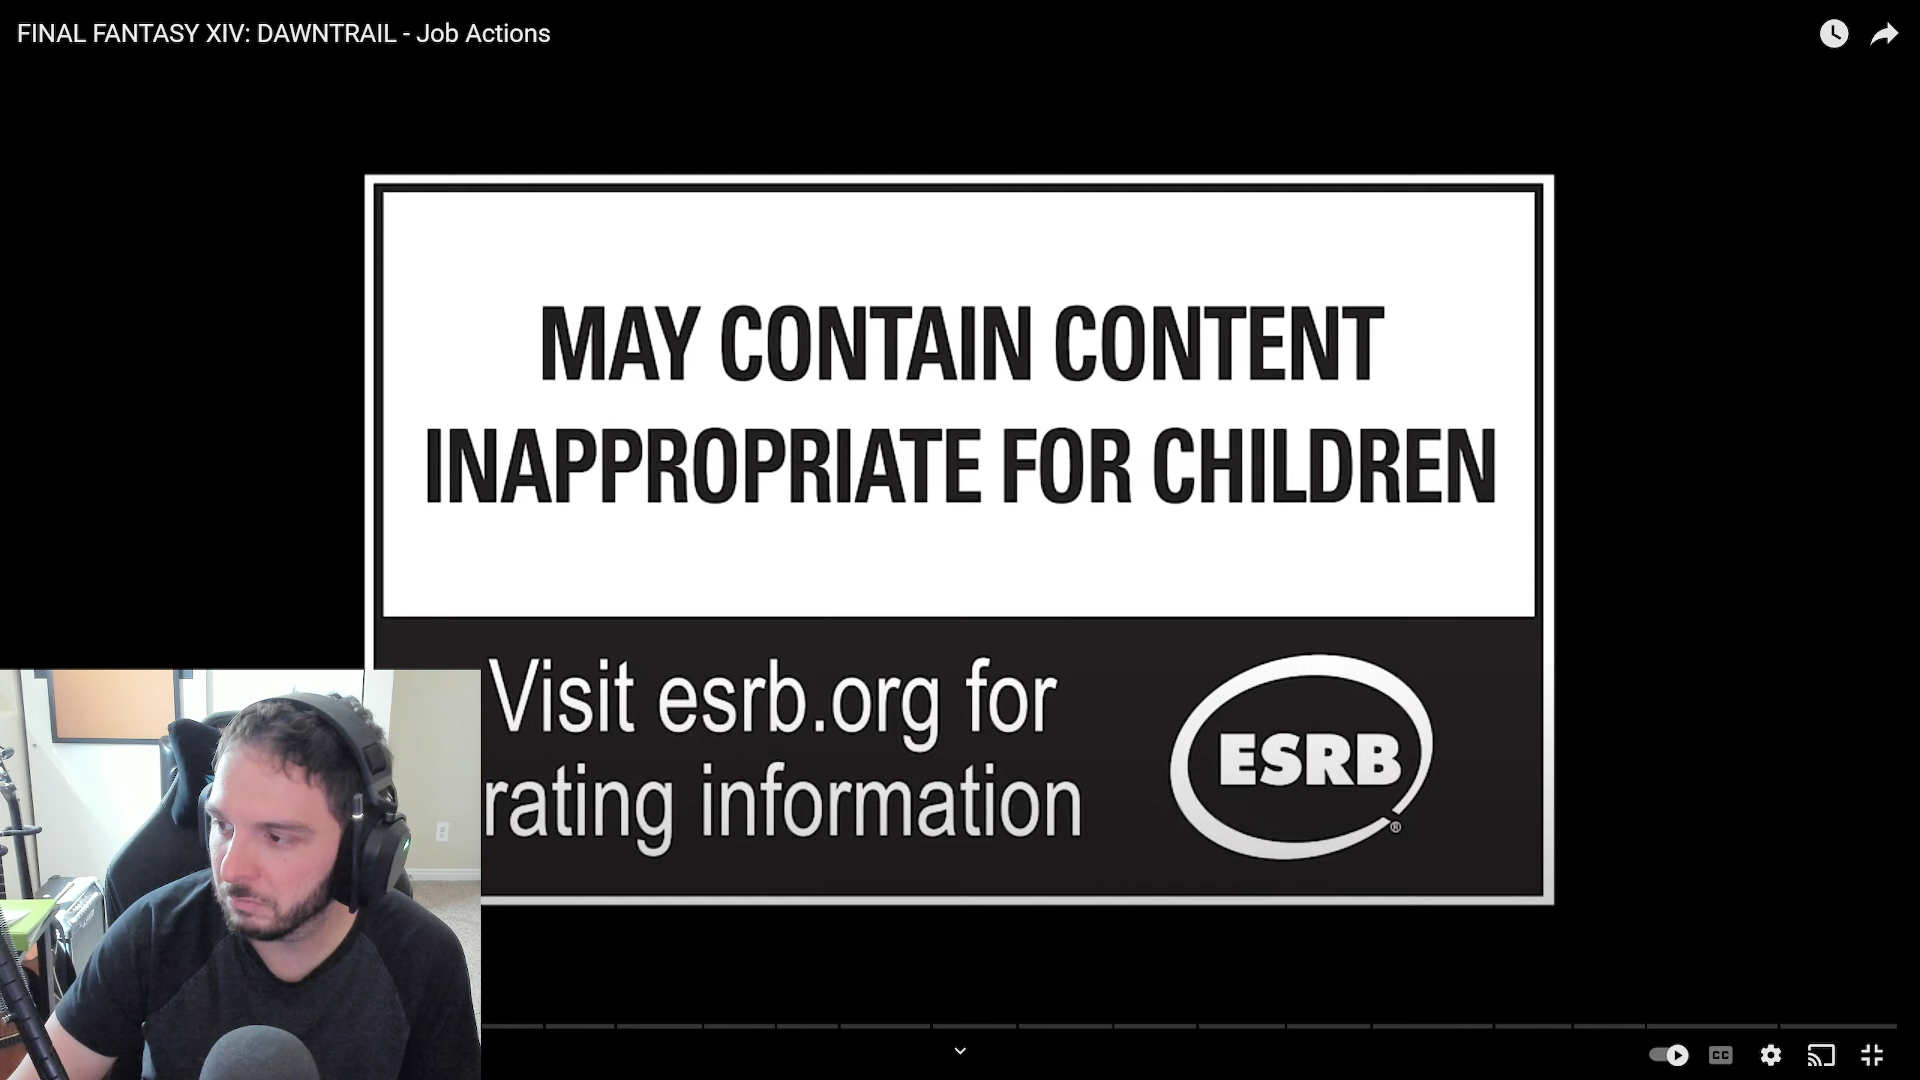 FINAL FANTASY XIV: DAWNTRAIL - Job Actions
MAY CONTAIN CONTENT
INAPPROPRIATE FOR CHILDREN
Visit esrb.org for
rating information
ESRB
®
CC